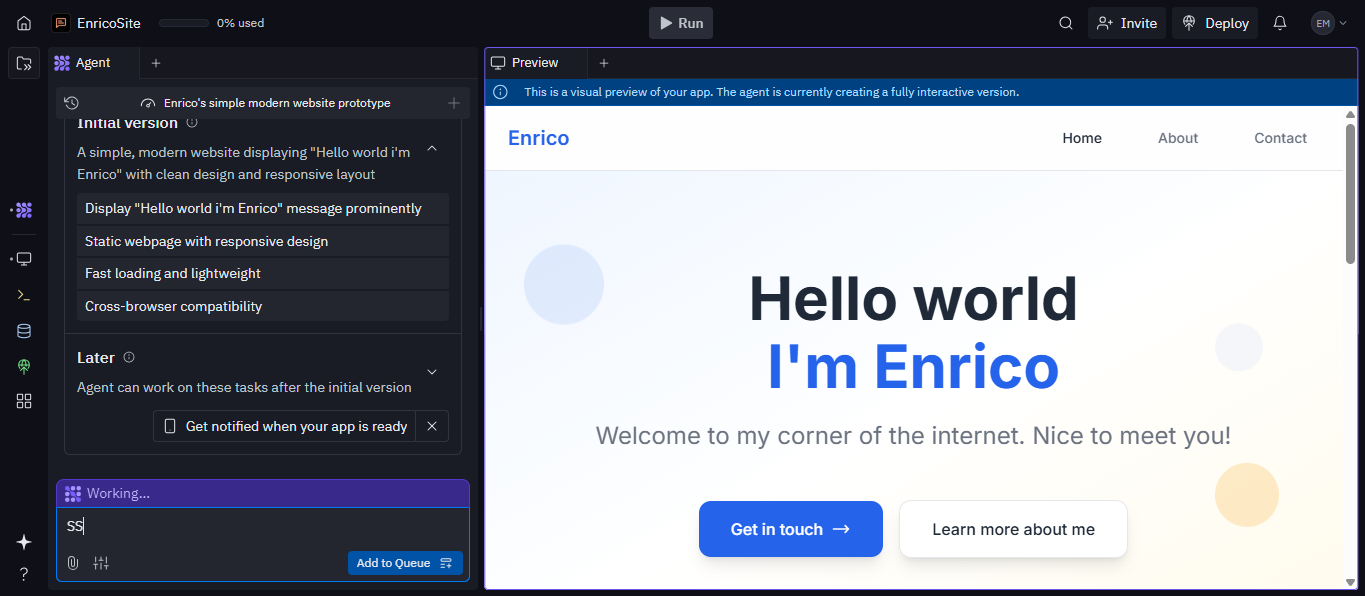 EnricoSite
0% used
Run
Invite
Deploy
EM
Agent
Preview
Enrico's simple modern website prototype
This is a visual preview of your app. The agent is currently creating a fully interactive version.
Initial version
A simple, modern website displaying "Hello world i'm
Enrico" with clean design and responsive layout
Display "Hello world i'm Enrico" message prominently
Static webpage with responsive design
Fast loading and lightweight
Cross-browser compatibility
Later
Agent can work on these tasks after the initial version
Get notified when your app is ready
Working...
ss
Add to Queue
Enrico
Home
About
Contact
Hello world
I'm Enrico
Welcome to my corner of the internet. Nice to meet you!
Get in touch →
Learn more about me